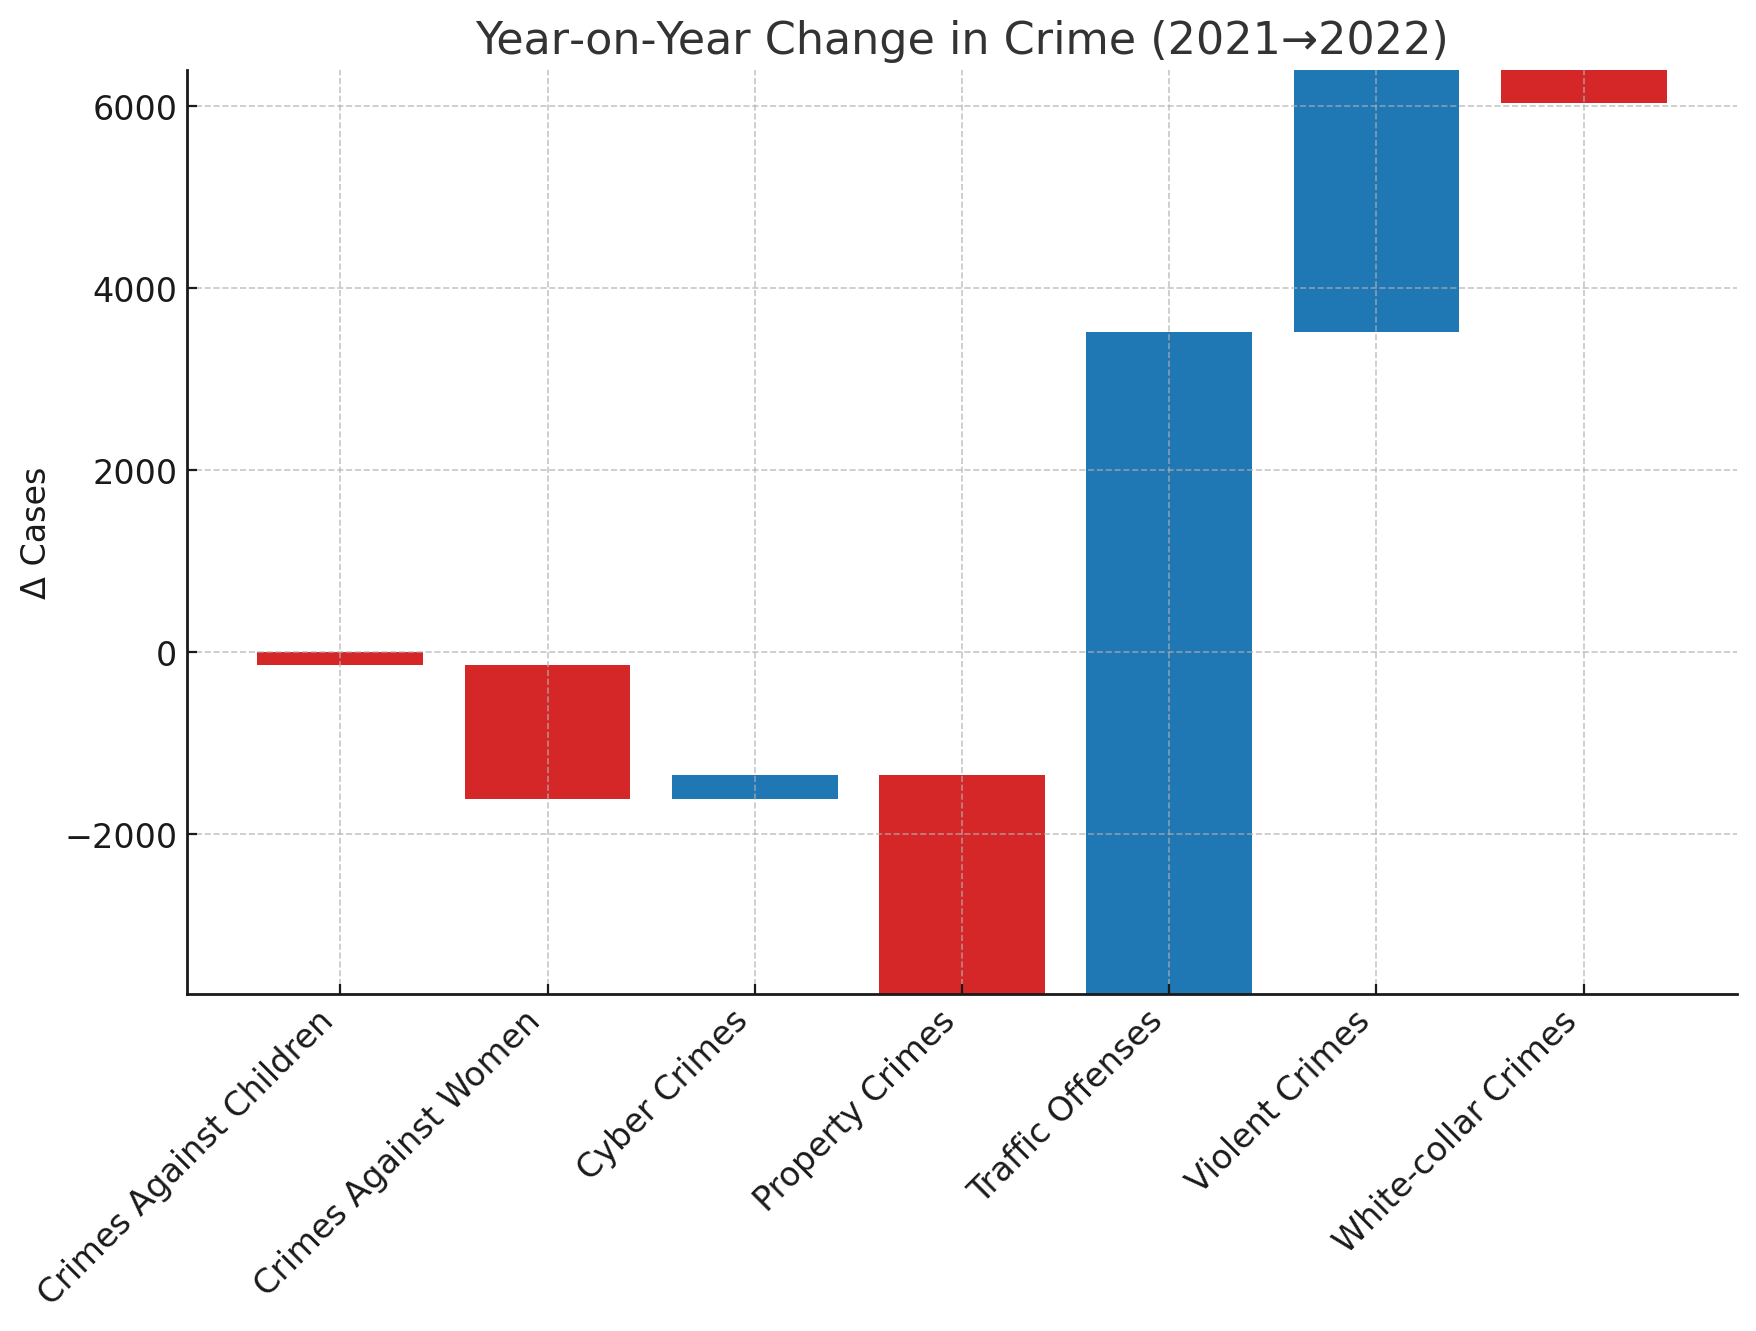 Year-on-Year Change in Crime (2021→2022)
Δ Cases
6000
4000
2000
0
−2000
Crimes Against Children
Crimes Against Women
Cyber Crimes
Property Crimes
Traffic Offenses
Violent Crimes
White-collar Crimes